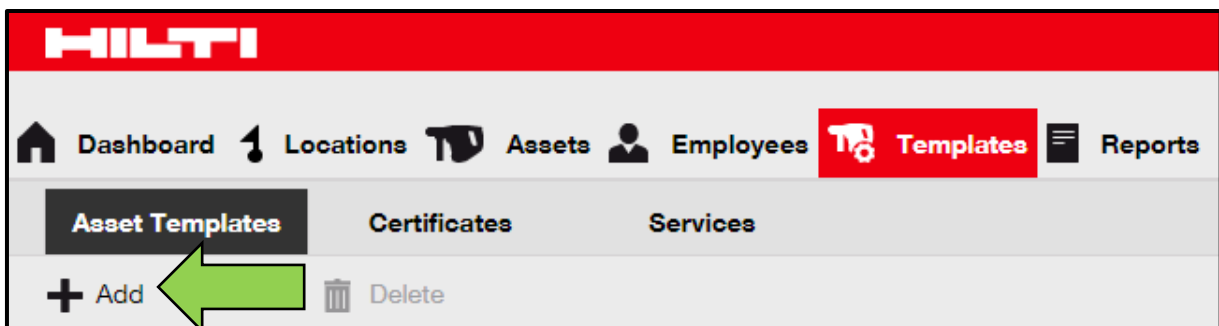 HILTI
Dashboard Locations Assets Employees Templates Reports
Asset Templates Certificates Services
Add Delete